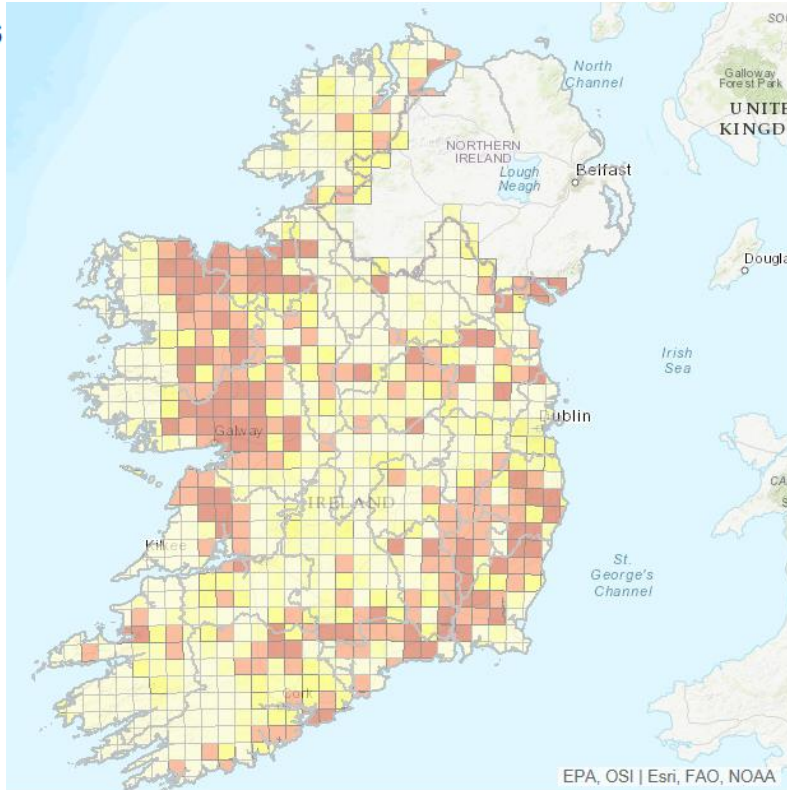 North
Channel
Galloway
Forest Park
UNITE
KINGD
NORTHERN
IRELAND
Lough
Neagh
Belfast
Dougla
Irish
Sea
Dublin
Galway
IRELAND
CA
Kilkee
St.
George's
Channel
Cork
EPA, OSI | Esri, FAO, NOAA